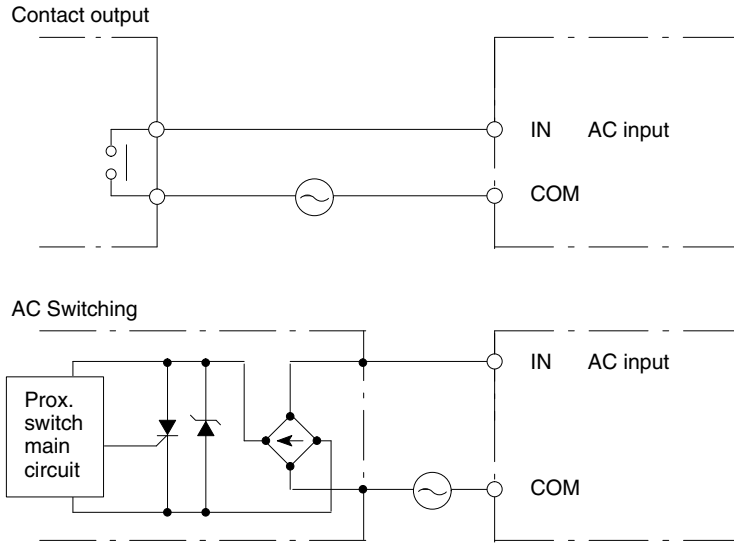 Contact output
IN AC input
COM
AC Switching
IN AC input
Prox.
switch
main
circuit
COM